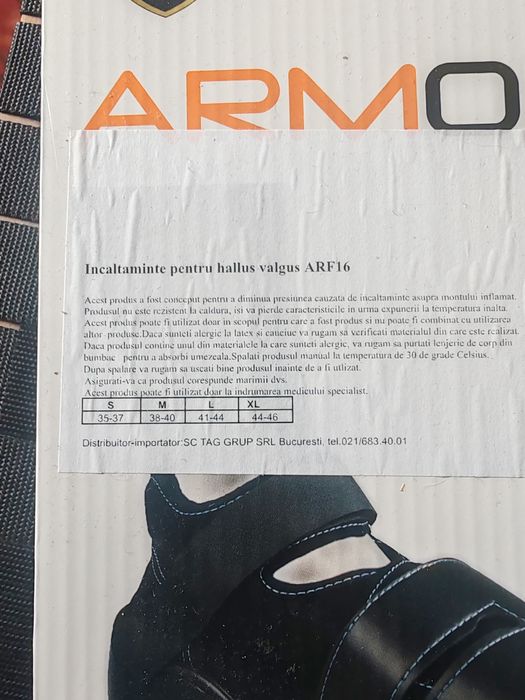 ARMO
Incaltaminte pentru hallus valgus ARF16
Acest produs a fost conceput pentru a diminua presiunea cauzata de incaltaminte asupra montului inflamat.
Produsul nu este rezistent la caldura, isi va pierde caracteristicile in urma expunerii la temperatura inalta.
Acest produs poate fi utilizat doar in scopul pentru care a fost produs si nu poate fi combinat cu utilizarea
altor produse.Daca sunteti alergic la latex si cauciuc va rugam sa verificati materialul din care este realizat.
Daca produsul contine unul din materialele la care sunteti alergic, va rugam sa purtati lenjerie de corp din
bumbac pentru a absorbi umezeala.Spalati produsul manual la temperatura de 30 de grade Celsius.
Dupa spalare va rugam sa uscati bine produsul inainte de a fi utlizat.
Asigurati-va ca produsul corespunde marimii dvs.
Acest produs poate fi utilizat doar la indrumarea medicului specialist.
S M L XL
35-37 38-40 41-44 44-46
Distribuitor-importator:SC TAG GRUP SRL Bucuresti, tel.021/683.40.01